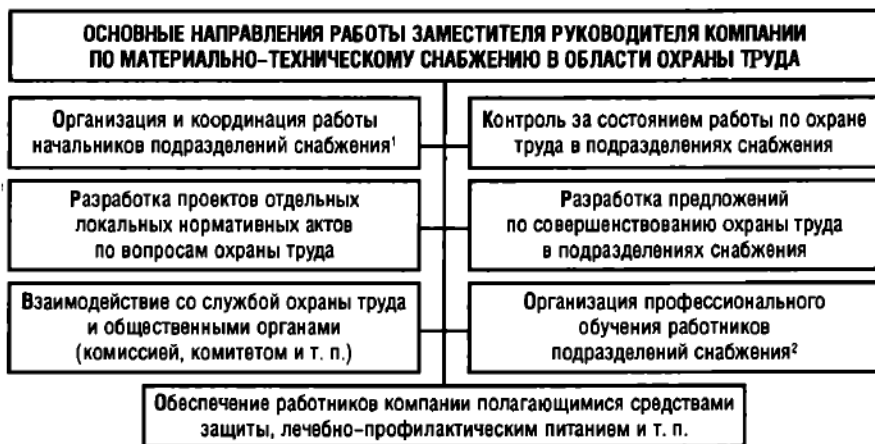 ОСНОВНЫЕ НАПРАВЛЕНИЯ РАБОТЫ ЗАМЕСТИТЕЛЯ РУКОВОДИТЕЛЯ КОМПАНИИ
ПО МАТЕРИАЛЬНО-ТЕХНИЧЕСКОМУ СНАБЖЕНИЮ В ОБЛАСТИ ОХРАНЫ ТРУДА
Организация и координация работы
начальников подразделений снабжения¹
Контроль за состоянием работы по охране
труда в подразделениях снабжения
Разработка проектов отдельных
локальных нормативных актов
по вопросам охраны труда
Разработка предложений
по совершенствованию охраны труда
в подразделениях снабжения
Взаимодействие со службой охраны труда
и общественными органами
(комиссией, комитетом и т. п.)
Организация профессионального
обучения работников
подразделений снабжения²
Обеспечение работников компании полагающимися средствами
защиты, лечебно-профилактическим питанием и т. п.